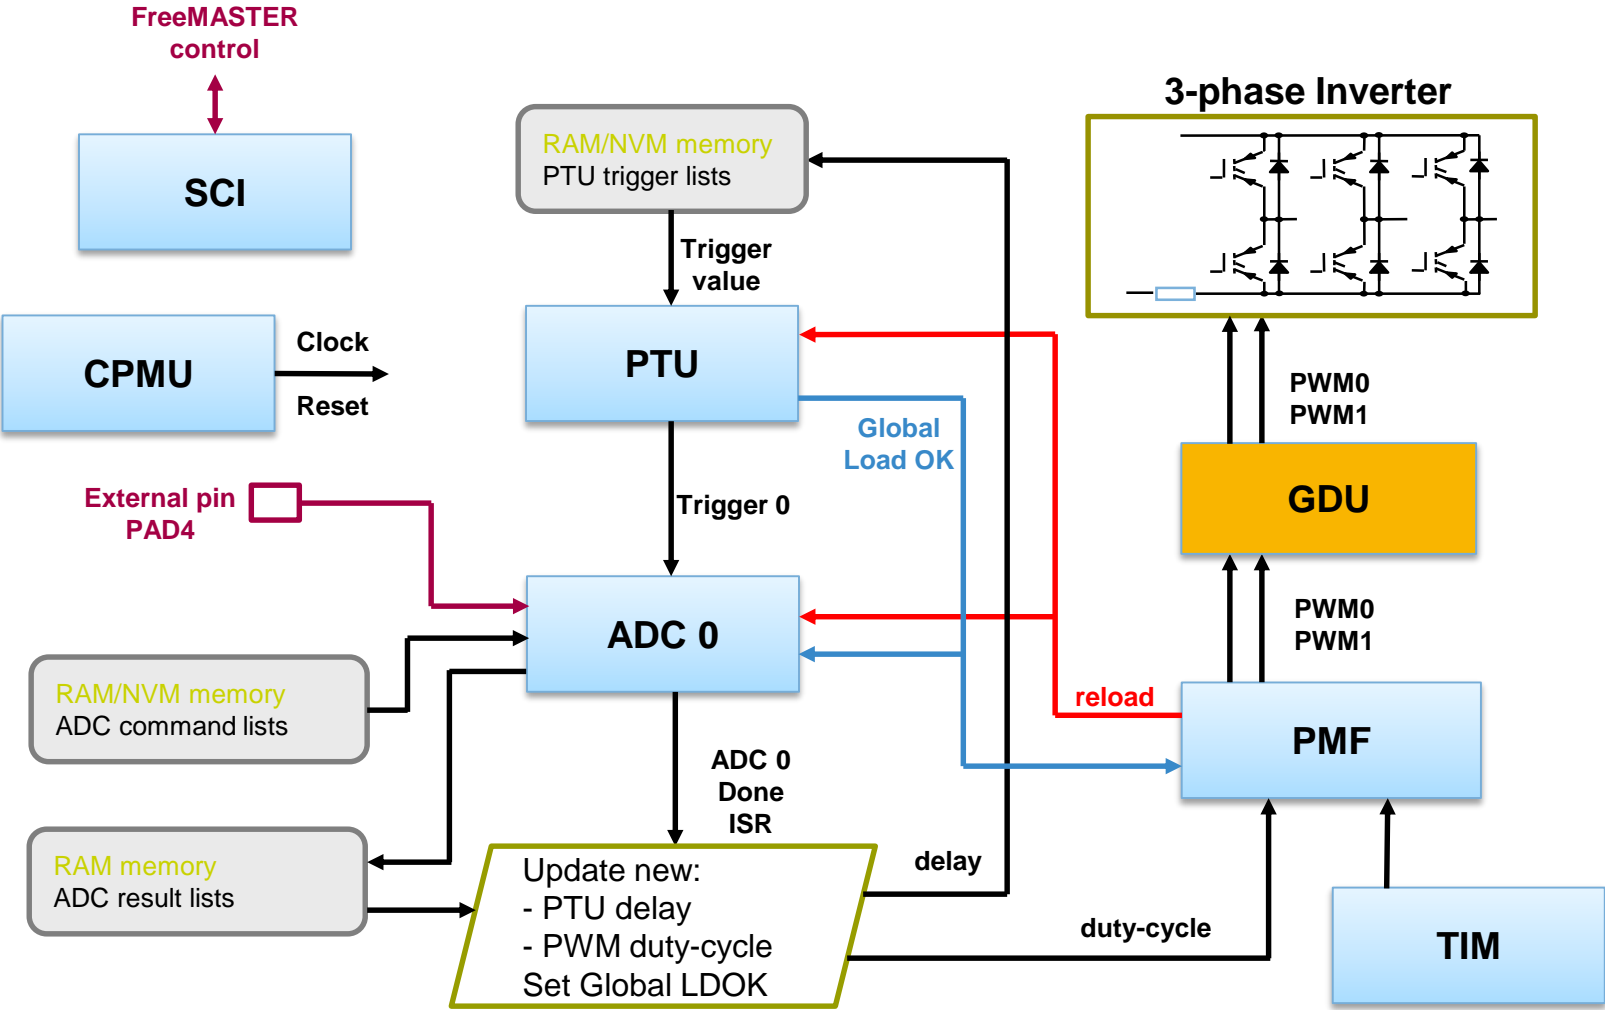 FreeMASTER
control
3-phase Inverter
RAM/NVM memory
PTU trigger lists
SCI
Trigger
value
Clock
CPMU
Reset
PTU
PWM0
PWM1
Global
Load OK
External pin
PAD4
Trigger 0
GDU
PWM0
PWM1
ADC 0
RAM/NVM memory
ADC command lists
reload
PMF
ADC 0
Done
ISR
RAM memory
ADC result lists
Update new:
- PTU delay
- PWM duty-cycle
Set Global LDOK
delay
duty-cycle
TIM